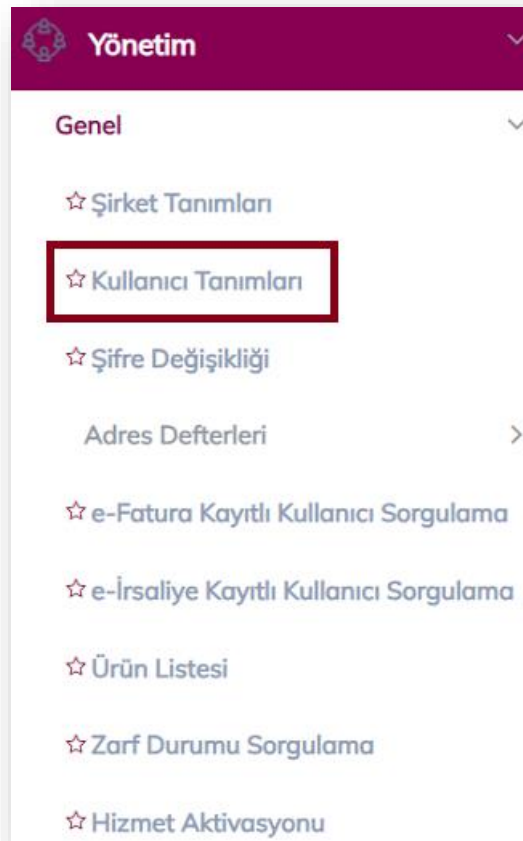 Yönetim
Genel
Şirket Tanımları
Kullanıcı Tanımları
Şifre Değişikliği
Adres Defterleri
e-Fatura Kayıtlı Kullanıcı Sorgulama
e-İrsaliye Kayıtlı Kullanıcı Sorgulama
Ürün Listesi
Zarf Durumu Sorgulama
Hizmet Aktivasyonu